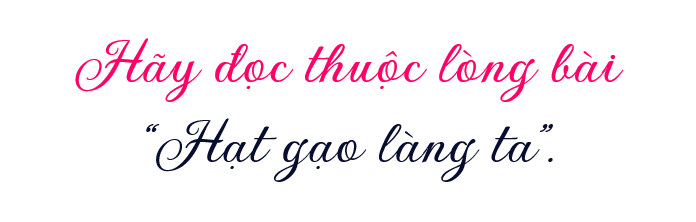 Hãy đọc thuộc lòng bài
“Hạt gạo làng ta”.